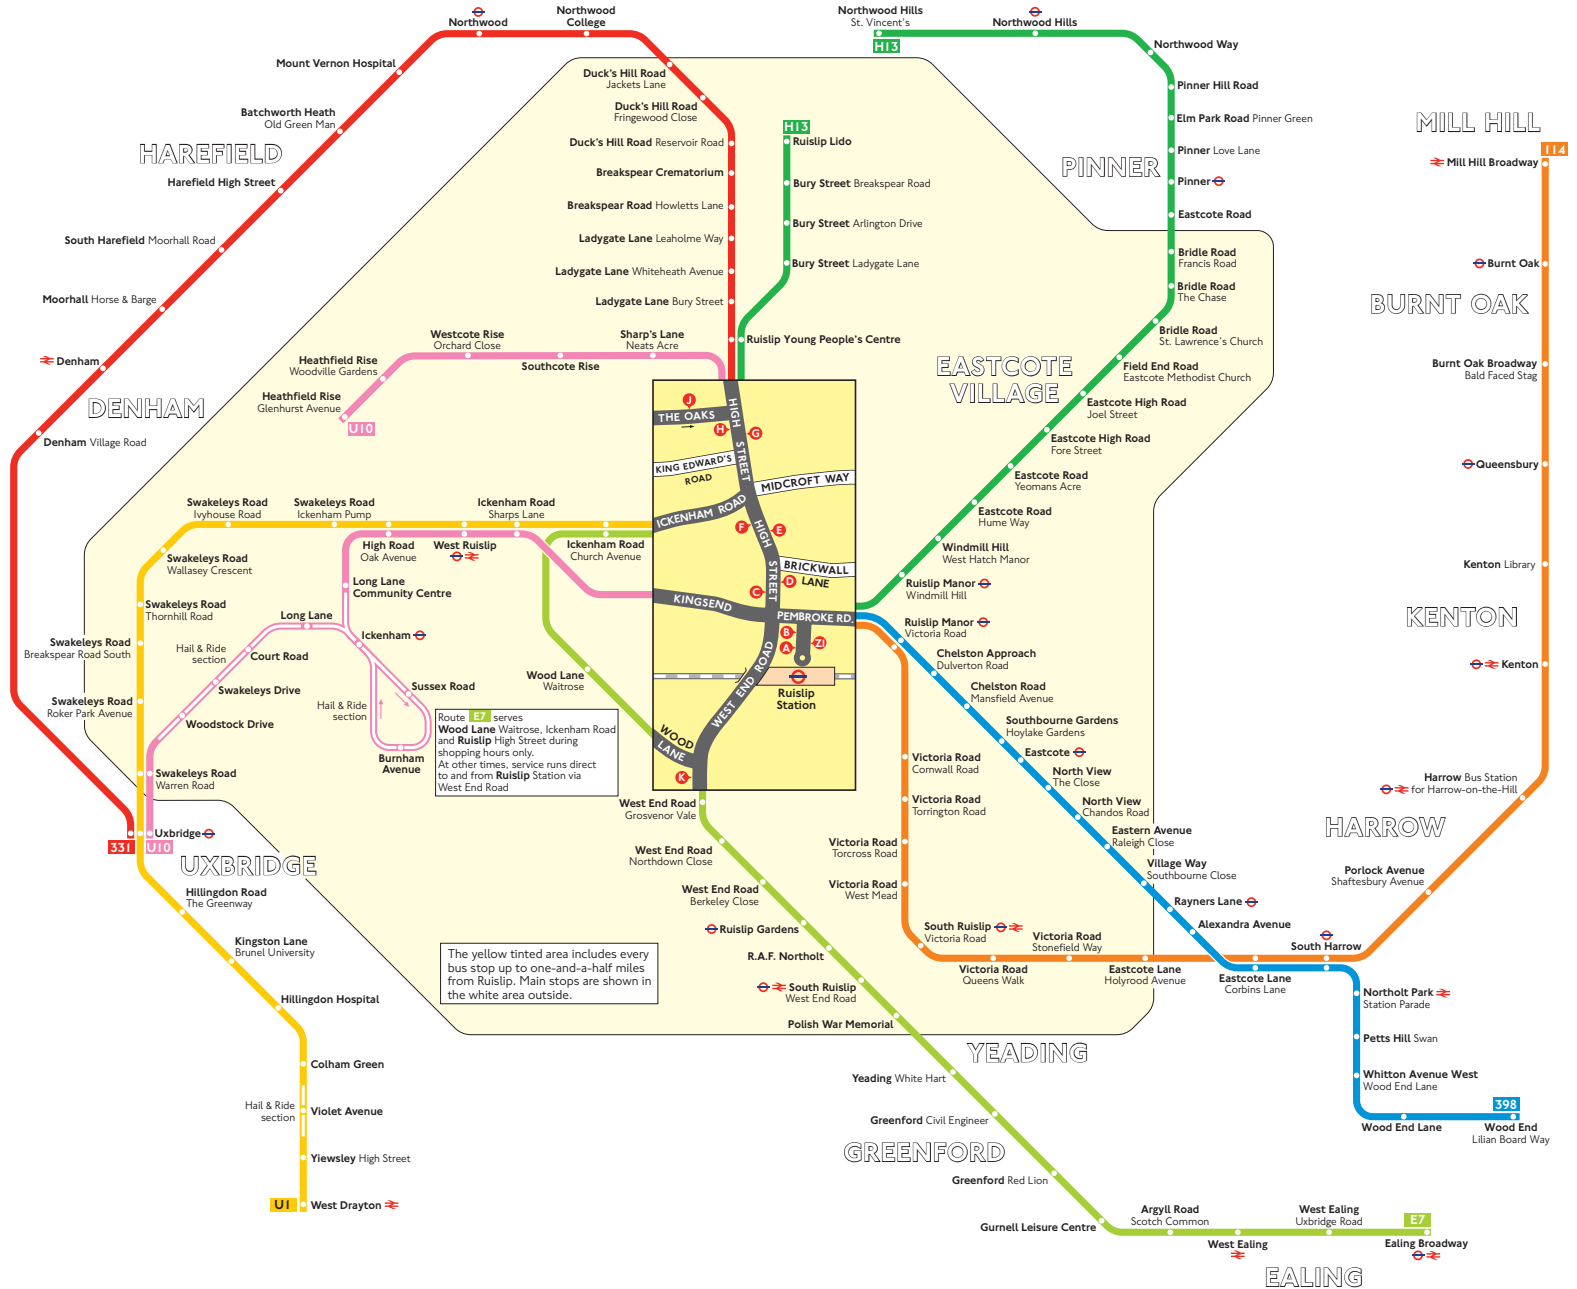 Northwood
Northwood
College
Mount Vernon Hospital
Batchworth Heath
Old Green Man
HAREFIELD
Harefield High Street
South Harefield Moorhall Road
Moorhall Horse & Barge
Denham
DENHAM
Denham Village Road
Duck's Hill Road
Jackets Lane
Duck's Hill Road
Fringewood Close
Duck's Hill Road Reservoir Road
Breakspear Crematorium
Breakspear Road Howletts Lane
Ladygate Lane Leaholme Way
Ladygate Lane Whiteheath Avenue
Ladygate Lane Bury Street
H13
Ruislip Lido
Bury Street Breakspear Road
Bury Street Arlington Drive
Bury Street Ladygate Lane
Ruislip Young People's Centre
Northwood Hills
St. Vincent's
H13
Northwood Hills
Northwood Way
Pinner Hill Road
Elm Park Road Pinner Green
Pinner Love Lane
PINNER
Pinner
Eastcote Road
Bridle Road
Francis Road
Bridle Road
The Chase
Bridle Road
St. Lawrence's Church
Field End Road
Eastcote Methodist Church
EASTCOTE
VILLAGE
Eastcote High Road
Joel Street
Eastcote High Road
Fore Street
Eastcote Road
Yeomans Acre
Eastcote Road
Hume Way
Windmill Hill
West Hatch Manor
Ruislip Manor
Windmill Hill
MILL HILL
114
Mill Hill Broadway
Burnt Oak
BURNT OAK
Burnt Oak Broadway
Bald Faced Stag
Queensbury
Kenton Library
KENTON
Kenton
Harrow Bus Station
for Harrow-on-the-Hill
HARROW
Porlock Avenue
Shaftesbury Avenue
South Harrow
Westcote Rise
Orchard Close
Southcote Rise
Sharp's Lane
Neats Acre
Heathfield Rise
Woodville Gardens
Heathfield Rise
Glenhurst Avenue
U10
Swakeleys Road
Ivyhouse Road
Swakeleys Road
Ickenham Pump
Ickenham Road
Sharps Lane
Swakeleys Road
Wallasey Crescent
High Road
Oak Avenue
West Ruislip
Ickenham Road
Church Avenue
Long Lane
Community Centre
Swakeleys Road
Thornhill Road
Long Lane
Swakeleys Road
Breakspear Road South
Hail & Ride
section
Court Road
Ickenham
Swakeleys Drive
Sussex Road
Swakeleys Road
Roker Park Avenue
Woodstock Drive
Hail & Ride
section
Burnham
Avenue
Swakeleys Road
Warren Road
Uxbridge
331
U10
UXBRIDGE
Wood Lane
Waitrose
Route E7 serves
Wood Lane Waitrose, Ickenham Road
and Ruislip High Street during
shopping hours only.
At other times, service runs direct
to and from Ruislip Station via
West End Road
J
THE OAKS
HIGH STREET
H
G
KING EDWARD'S
ROAD
MIDCROFT WAY
ICKENHAM ROAD
F
E
HIGH STREET
BRICKWALL
LANE
D
C
KINGSEND
PEMBROKE RD.
B
A
ZI
WEST END ROAD
Ruislip
Station
WOOD
LANE
K
Ruislip Manor
Victoria Road
Chelston Approach
Dulverton Road
Chelston Road
Mansfield Avenue
Southbourne Gardens
Hoylake Gardens
Eastcote
North View
The Close
North View
Chandos Road
Eastern Avenue
Raleigh Close
Village Way
Southbourne Close
Rayners Lane
Alexandra Avenue
Victoria Road
Cornwall Road
Victoria Road
Torrington Road
Victoria Road
Torcross Road
Victoria Road
West Mead
South Ruislip
Victoria Road
Victoria Road
Queens Walk
Victoria Road
Stonefield Way
Eastcote Lane
Holyrood Avenue
Eastcote Lane
Corbins Lane
Northolt Park
Station Parade
Petts Hill Swan
Whitton Avenue West
Wood End Lane
398
Wood End Lane
Wood End
Lilian Board Way
West End Road
Grosvenor Vale
West End Road
Northdown Close
West End Road
Berkeley Close
Ruislip Gardens
R.A.F. Northolt
South Ruislip
West End Road
Polish War Memorial
YEADING
Yeading White Hart
Greenford Civil Engineer
GREENFORD
Greenford Red Lion
Gurnell Leisure Centre
Argyll Road
Scotch Common
West Ealing
West Ealing
Uxbridge Road
E7
Ealing Broadway
EALING
Hillingdon Road
The Greenway
Kingston Lane
Brunel University
Hillingdon Hospital
Colham Green
Hail & Ride
section
Violet Avenue
Yiewsley High Street
U1
West Drayton
The yellow tinted area includes every
bus stop up to one-and-a-half miles
from Ruislip. Main stops are shown in
the white area outside.